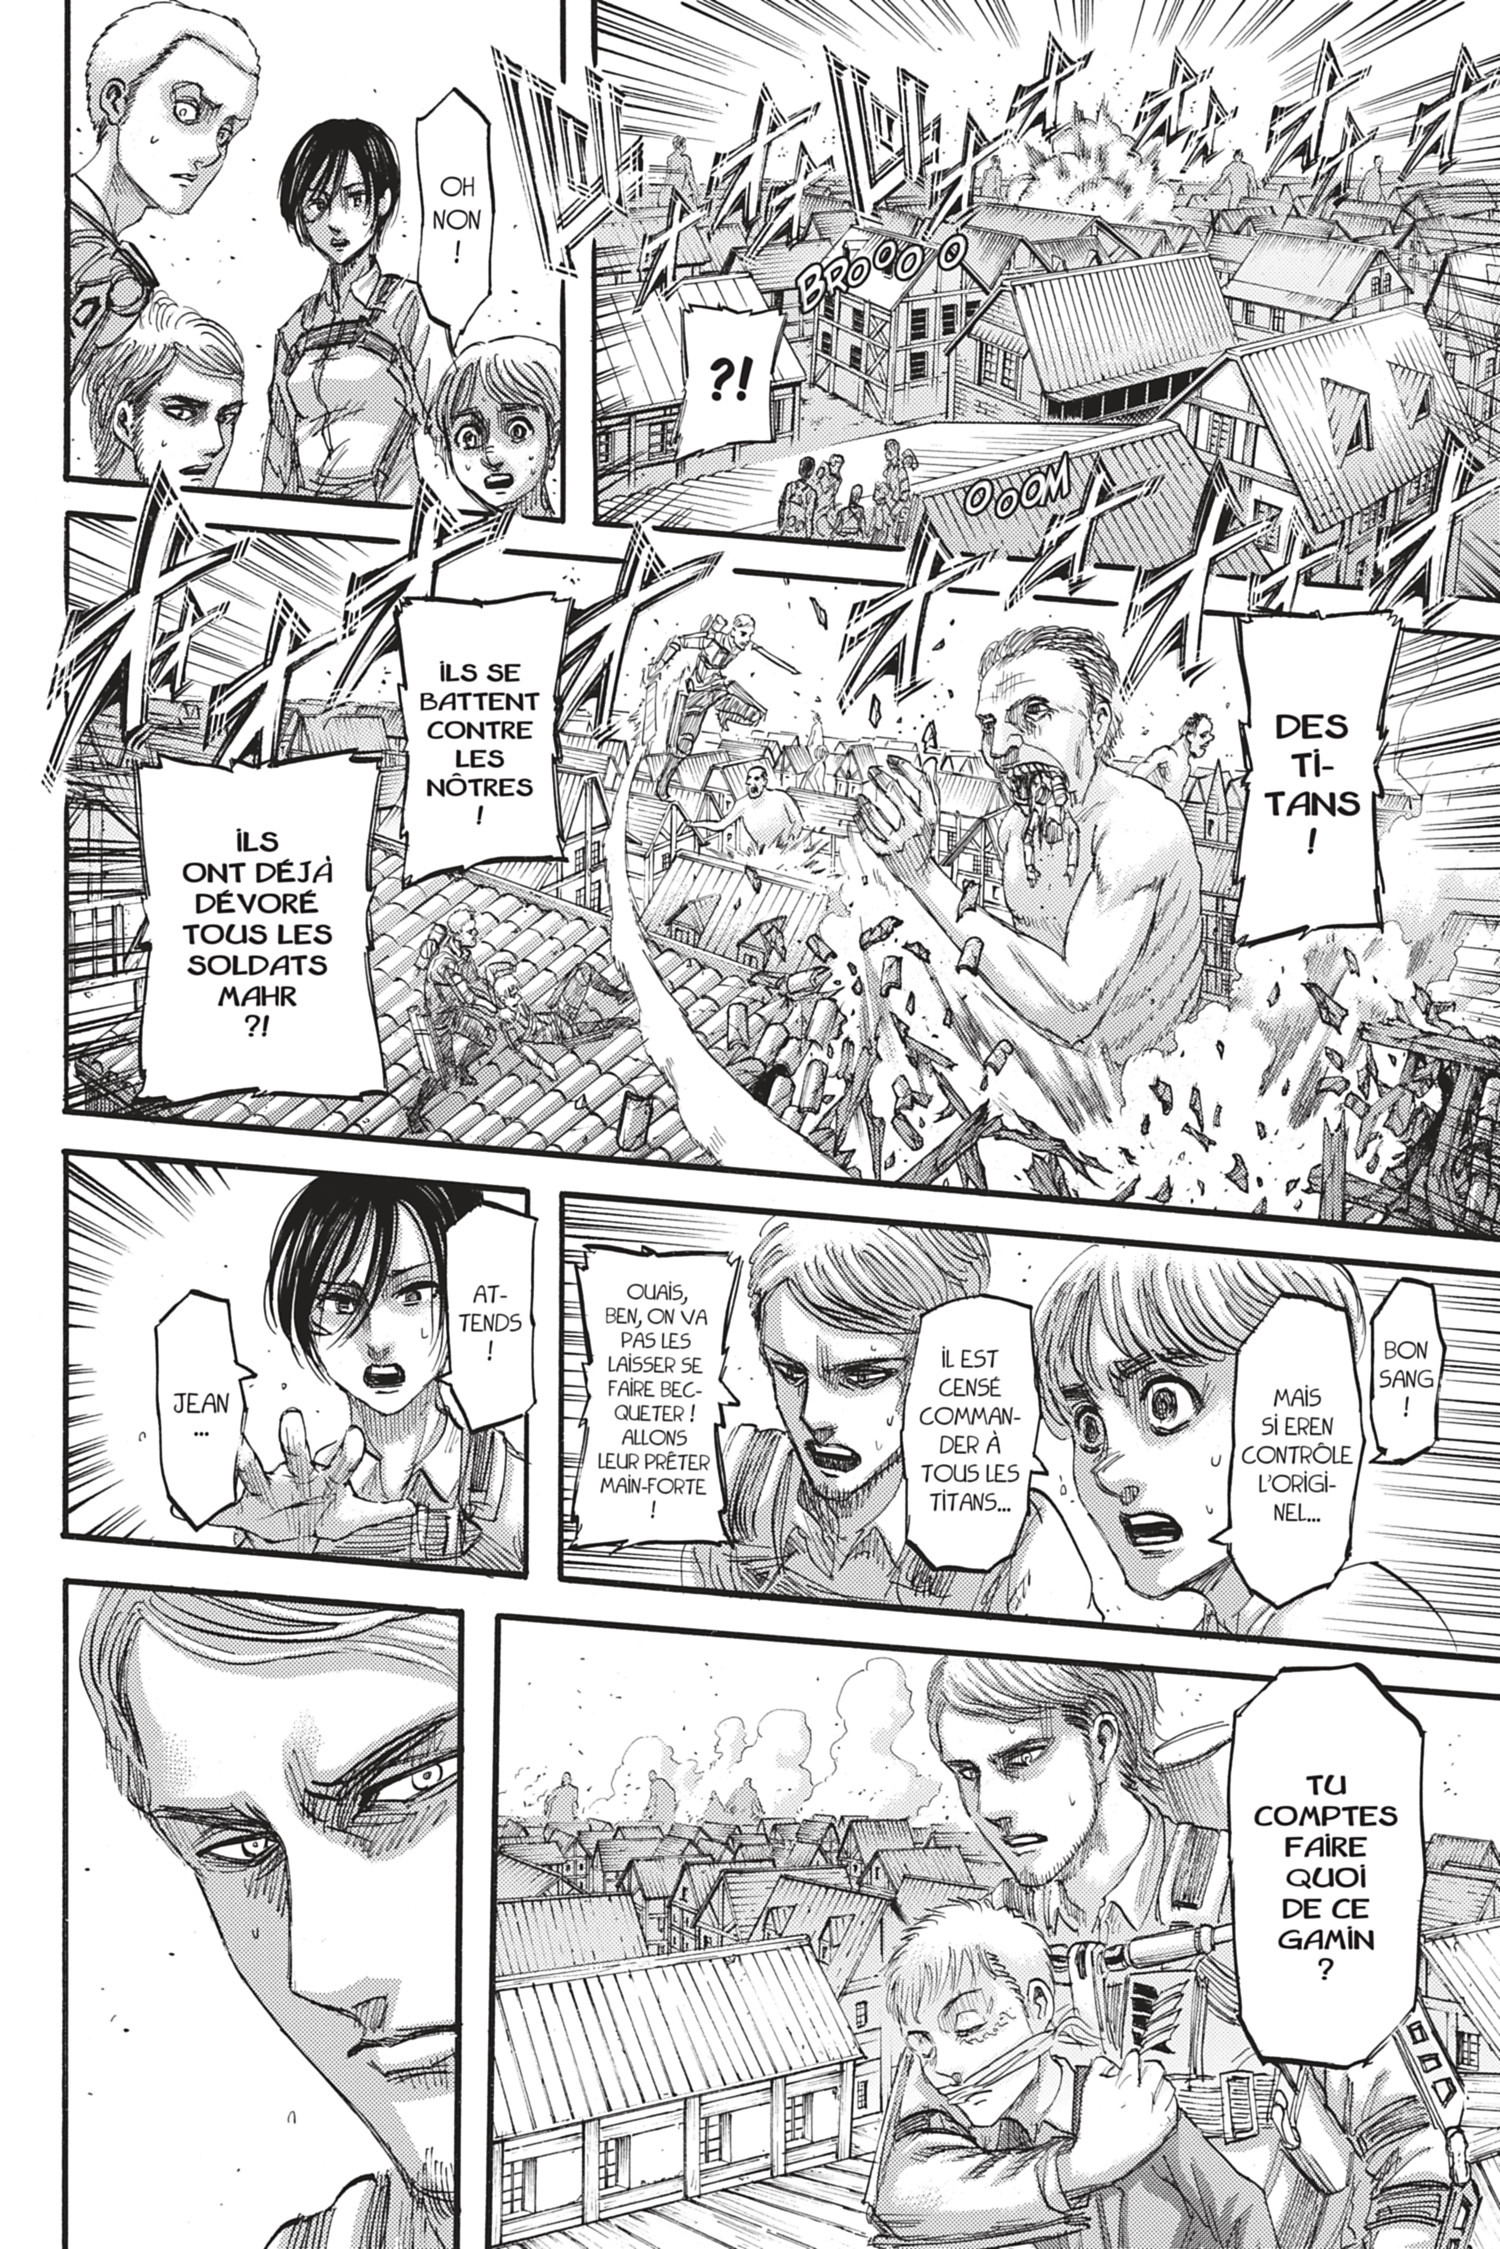 BROOOOO
?!
OOOM
OH
NON
!
DES
TI-
TANS
!
ILS SE
BATTENT
CONTRE
LES
NÔTRES
!
ILS
ONT DÉJÀ
DÉVORÉ
TOUS LES
SOLDATS
MAHR
?!
BON
SANG
!
MAIS
SI EREN
CONTRÔLE
L'ORIGI-
NEL...
IL EST
CENSÉ
COMMAN-
DER À
TOUS LES
TITANS...
OUAIS,
BEN, ON VA
PAS LES
LAISSER SE
FAIRE BEC-
QUETER !
ALLONS
LEUR PRÊTER
MAIN-FORTE
!
AT-
TENDS
!
JEAN
...
TU
COMPTES
FAIRE
QUOI
DE CE
GAMIN
?